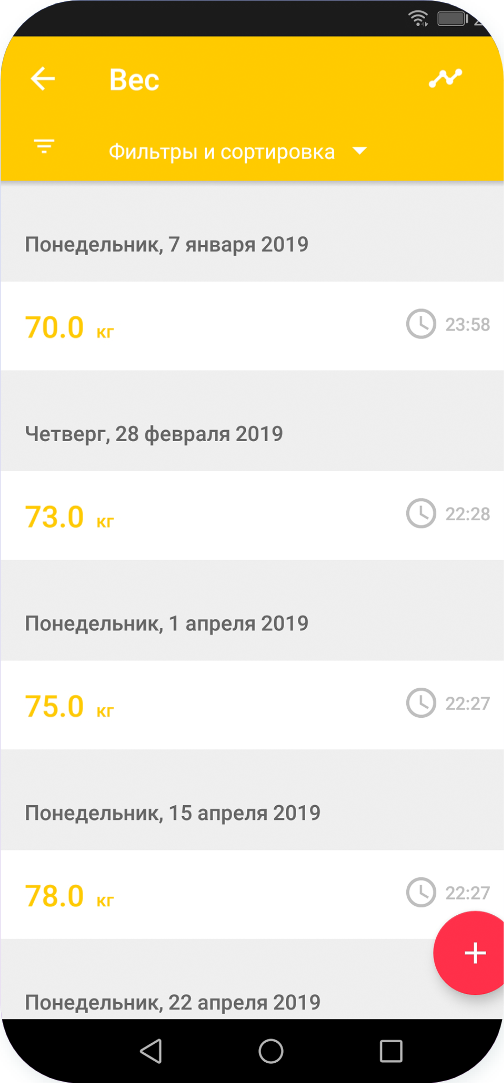 Вес
Фильтры и сортировка
Понедельник, 7 января 2019
70.0 кг 23:58
Четверг, 28 февраля 2019
73.0 кг 22:28
Понедельник, 1 апреля 2019
75.0 кг 22:27
Понедельник, 15 апреля 2019
78.0 кг 22:27
Понедельник, 22 апреля 2019